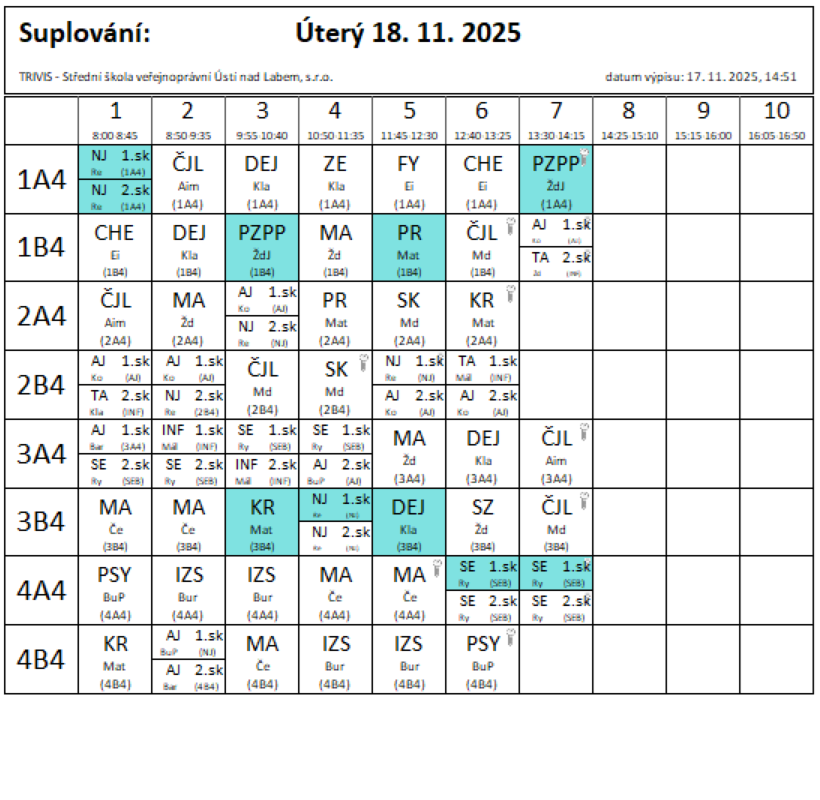 Suplování: Úterý 18. 11. 2025
TRIVIS - Střední škola veřejnoprávní Ústí nad Labem, s.r.o. datum výpisu: 17. 11. 2025, 14:51
1 2 3 4 5 6 7 8 9 10
8:00 8:45 8:50 9:35 9:55-10:40 10:50-11:35 11:45-12:30 12:40-13:25 13:30-14:15 14:25-15:10 15:15-16:00 16:05-16:50
NJ 1.sk
Re (1A4)
NJ 2.sk
Re (1A4)
1A4 ČJL DEJ ZE FY CHE PZPP
Aim Kla Kla Ei Ei ŽdJ
(1A4) (1A4) (1A4) (1A4) (1A4) (1A4)
1B4 CHE DEJ PZPP MA PR ČJL AJ 1.sk
Ei Kla ŽdJ Žd Mat Md Ko (AJ)
(1B4) (1B4) (1B4) (1B4) (1B4) (1B4) TA 2.sk
2A4 ČJL MA AJ 1.sk PR SK KR
Aim Žd Ko (AJ) Mat Md Mat
(2A4) (2A4) NJ 2.sk (2A4) (2A4) (2A4)
Re (NJ)
2B4 AJ 1.sk AJ 1.sk ČJL SK NJ 1.sk TA 1.sk
Ko (AJ) Ko (AJ) Md Md Re (NJ) Mál (INF)
TA 2.sk NJ 2.sk (2B4) (2B4) AJ 2.sk AJ 2.sk
Kla (INF) Re (2B4) Ko (AJ) Ko (AJ)
3A4 AJ 1.sk INF 1.sk SE 1.sk SE 1.sk MA DEJ ČJL
Bar (3A4) Mál (INF) Ry (SEB) Ry (SEB) Žd Kla Aim
SE 2.sk SE 2.sk INF 2.sk AJ 2.sk (3A4) (3A4) (3A4)
Ry (SEB) Ry (SEB) Mál (INF) BuP (AJ)
3B4 MA MA KR NJ 1.sk DEJ SZ ČJL
Če Če Mat Re (NJ) Kla Žd Md
(3B4) (3B4) (3B4) NJ 2.sk (3B4) (3B4) (3B4)
Re (NJ)
4A4 PSY IZS IZS MA MA SE 1.sk SE 1.sk
BuP Bur Bur Če Če Ry (SEB) Ry (SEB)
(4A4) (4A4) (4A4) (4A4) (4A4) SE 2.sk SE 2.sk
Ry (SEB) Ry (SEB)
4B4 KR AJ 1.sk MA IZS IZS PSY
Mat BuP (NJ) Če Bur Bur BuP
(4B4) AJ 2.sk (4B4) (4B4) (4B4) (4B4)
Bar (4B4)